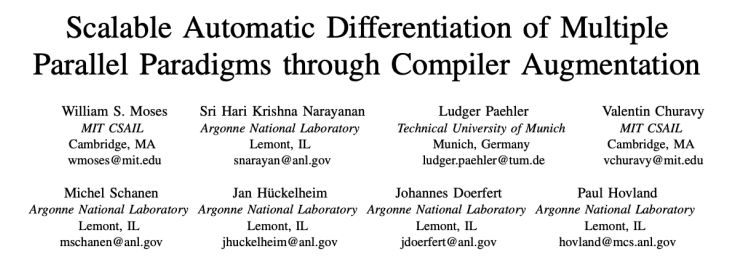 Scalable Automatic Differentiation of Multiple
Parallel Paradigms through Compiler Augmentation
William S. Moses
MIT CSAIL
Cambridge, MA
wmoses@mit.edu
Sri Hari Krishna Narayanan
Argonne National Laboratory
Lemont, IL
snarayan@anl.gov
Ludger Paehler
Technical University of Munich
Munich, Germany
ludger.paehler@tum.de
Valentin Churavy
MIT CSAIL
Cambridge, MA
vchuravy@mit.edu
Michel Schanen
Argonne National Laboratory
Lemont, IL
mschanen@anl.gov
Jan Hückelheim
Argonne National Laboratory
Lemont, IL
jhuckelheim@anl.gov
Johannes Doerfert
Argonne National Laboratory
Lemont, IL
jdoerfert@anl.gov
Paul Hovland
Argonne National Laboratory
Lemont, IL
hovland@mcs.anl.gov